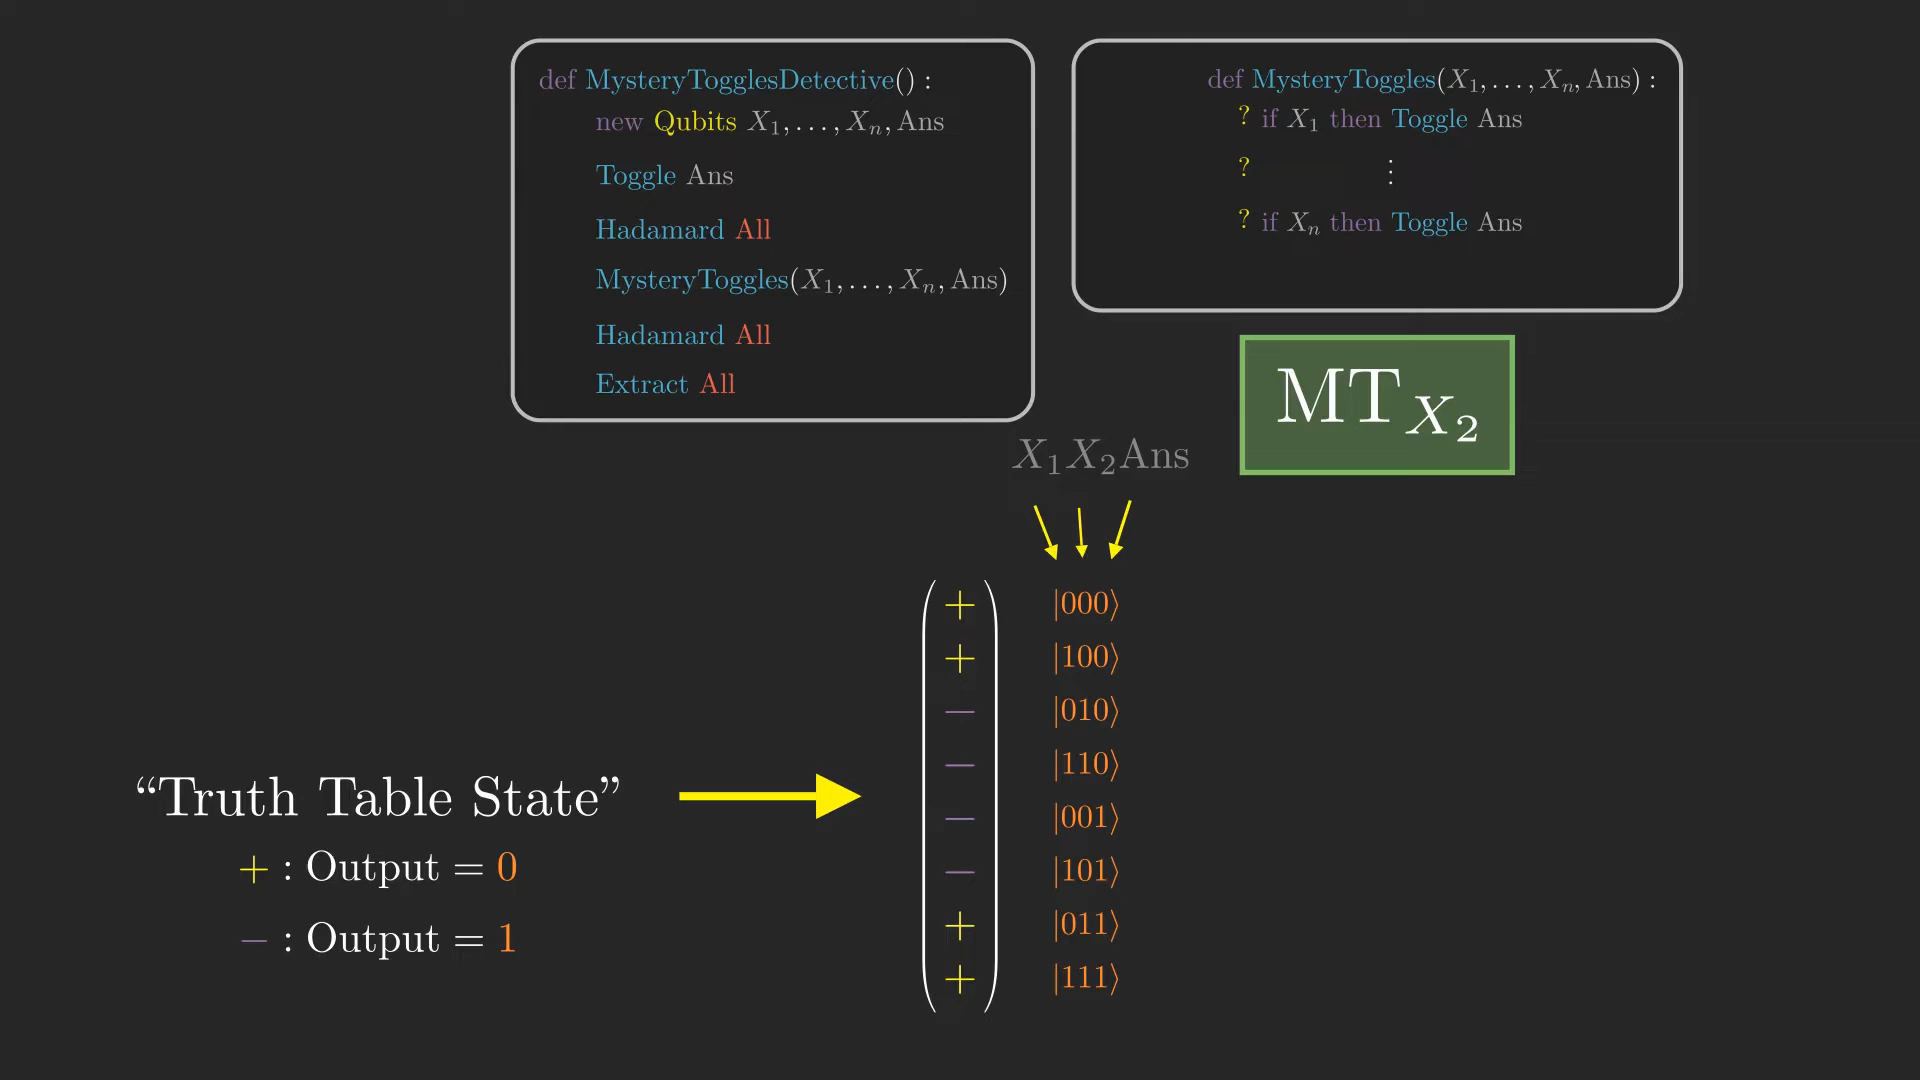 def MysteryTogglesDetective() :
new Qubits X₁, . . . , Xₙ, Ans
Toggle Ans
Hadamard All
MysteryToggles(X₁, . . . , Xₙ, Ans)
Hadamard All
Extract All
def MysteryToggles(X₁, . . . , Xₙ, Ans) :
? if X₁ then Toggle Ans
? ⋮
? if Xₙ then Toggle Ans
MT_X₂
X₁X₂Ans
+ |000⟩
+ |100⟩
− |010⟩
− |110⟩
− |001⟩
− |101⟩
+ |011⟩
+ |111⟩
“Truth Table State”
+ : Output = 0
− : Output = 1